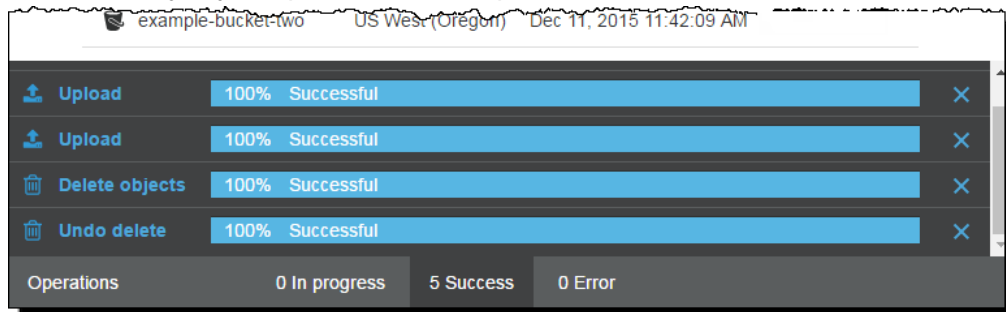 example-bucket-two US West (Oregon) Dec 11, 2015 11:42:09 AM
Upload 100% Successful
Upload 100% Successful
Delete objects 100% Successful
Undo delete 100% Successful
Operations 0 In progress 5 Success 0 Error